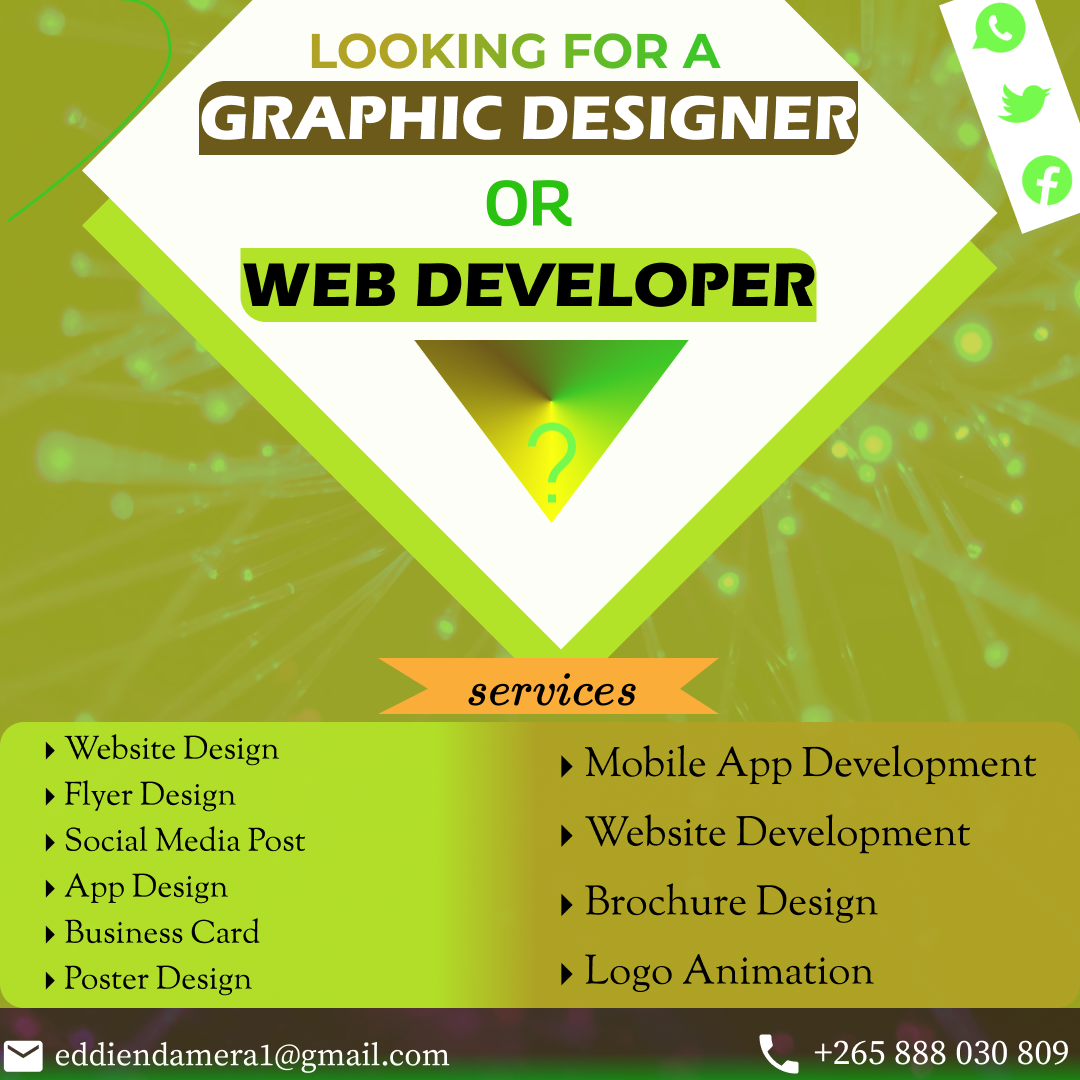 LOOKING FOR A
GRAPHIC DESIGNER
OR
WEB DEVELOPER
?
services
Website Design
Flyer Design
Social Media Post
App Design
Business Card
Poster Design
Mobile App Development
Website Development
Brochure Design
Logo Animation
eddiendamera1@gmail.com
+265 888 030 809